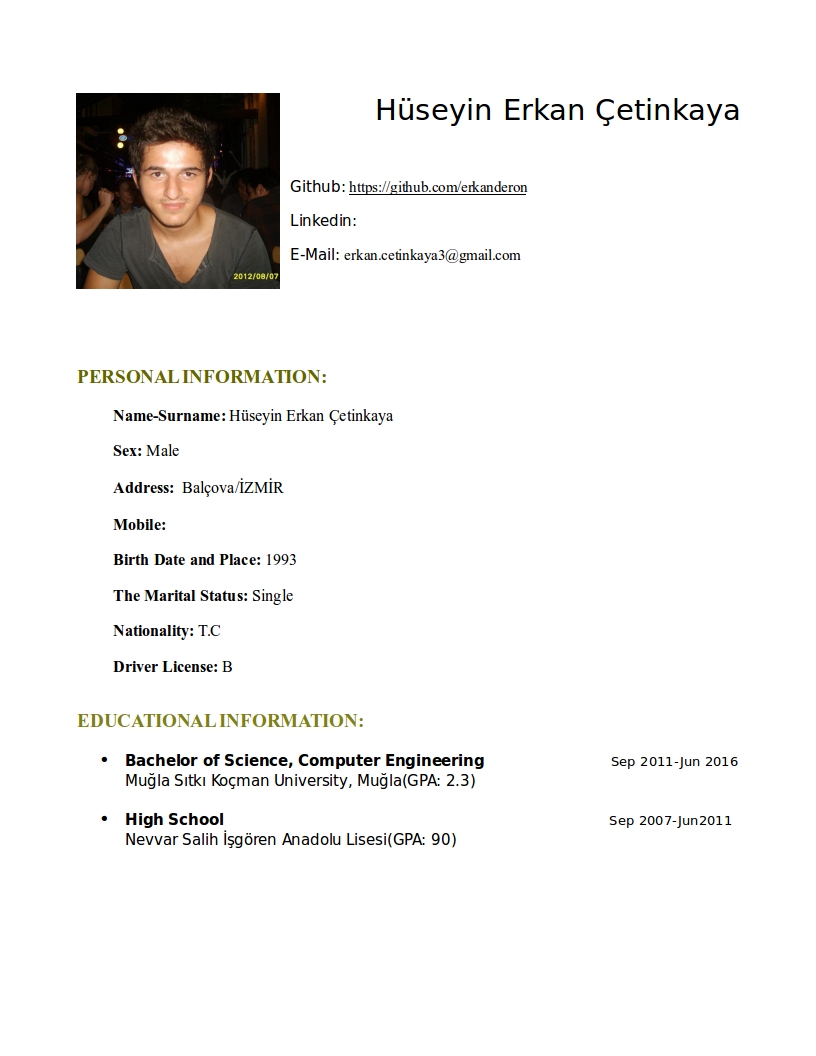 Hüseyin Erkan Çetinkaya
Github: https://github.com/erkanderon
Linkedin:
E-Mail: erkan.cetinkaya3@gmail.com
2012/08/07
PERSONAL INFORMATION:
Name-Surname: Hüseyin Erkan Çetinkaya
Sex: Male
Address: Balçova/İZMİR
Mobile:
Birth Date and Place: 1993
The Marital Status: Single
Nationality: T.C
Driver License: B
EDUCATIONAL INFORMATION:
• Bachelor of Science, Computer Engineering Sep 2011-Jun 2016
Muğla Sıtkı Koçman University, Muğla(GPA: 2.3)
• High School Sep 2007-Jun2011
Nevvar Salih İşgören Anadolu Lisesi(GPA: 90)